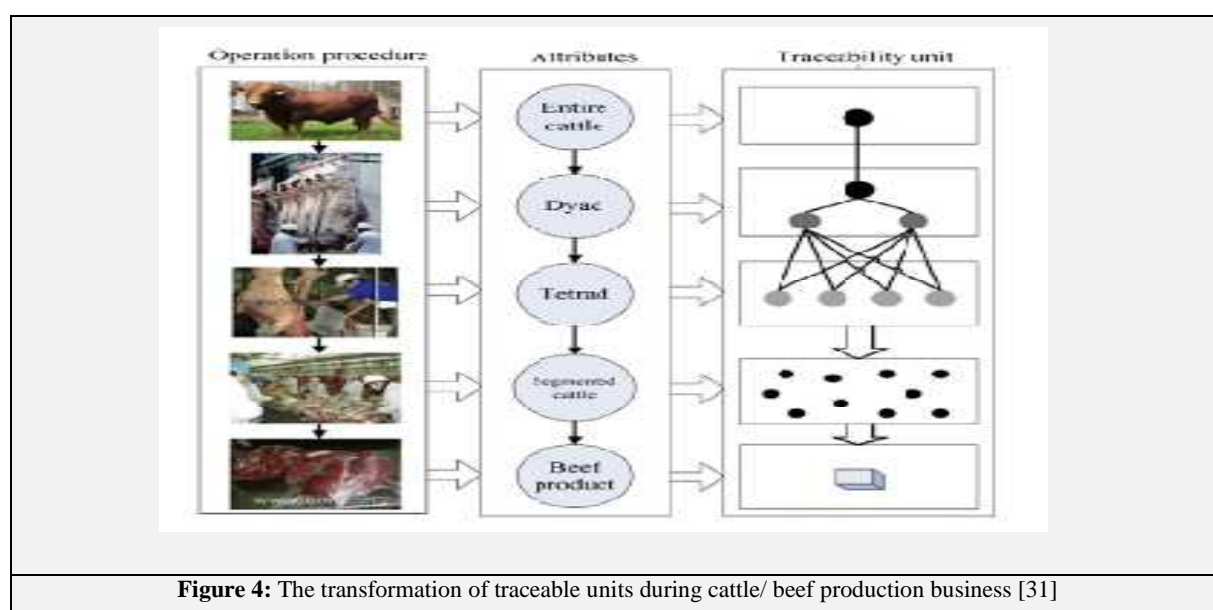 Operation procedure
Attributes
Traceability unit
Entire
cattle
Dyad
Tetrad
Segmented
cattle
Beef
product
Figure 4: The transformation of traceable units during cattle/ beef production business [31]